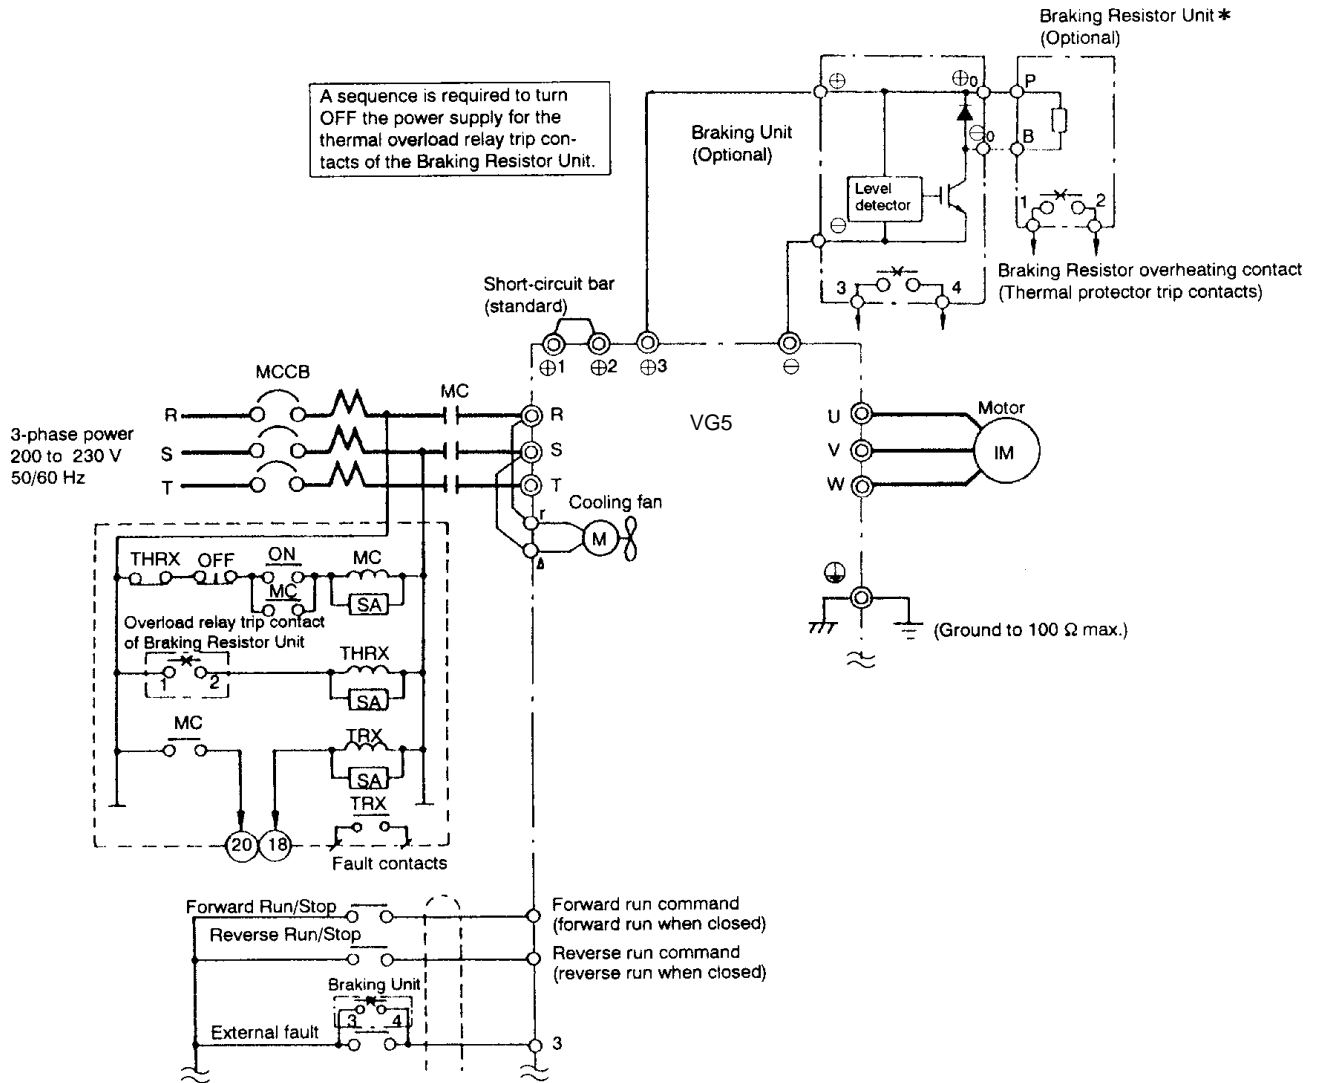 Braking Resistor Unit *
(Optional)
A sequence is required to turn
OFF the power supply for the
thermal overload relay trip con-
tacts of the Braking Resistor Unit.
Braking Unit
(Optional)
⊕
⊕0
P
⊖0
B
Level
detector
1
2
⊖
3
4
Braking Resistor overheating contact
(Thermal protector trip contacts)
Short-circuit bar
(standard)
⊕1
⊕2
⊕3
⊖
MCCB
MC
3-phase power
200 to 230 V
50/60 Hz
R
S
T
R
S
T
VG5
U
V
W
Motor
IM
Cooling fan
r
M
THRX
OFF
ON
MC
MC
SA
Overload relay trip contact
of Braking Resistor Unit
1
2
THRX
SA
MC
TRX
SA
TRX
20
18
Fault contacts
(Ground to 100 Ω max.)
Forward Run/Stop
Forward run command
(forward run when closed)
Reverse Run/Stop
Reverse run command
(reverse run when closed)
Braking Unit
3
4
External fault
3